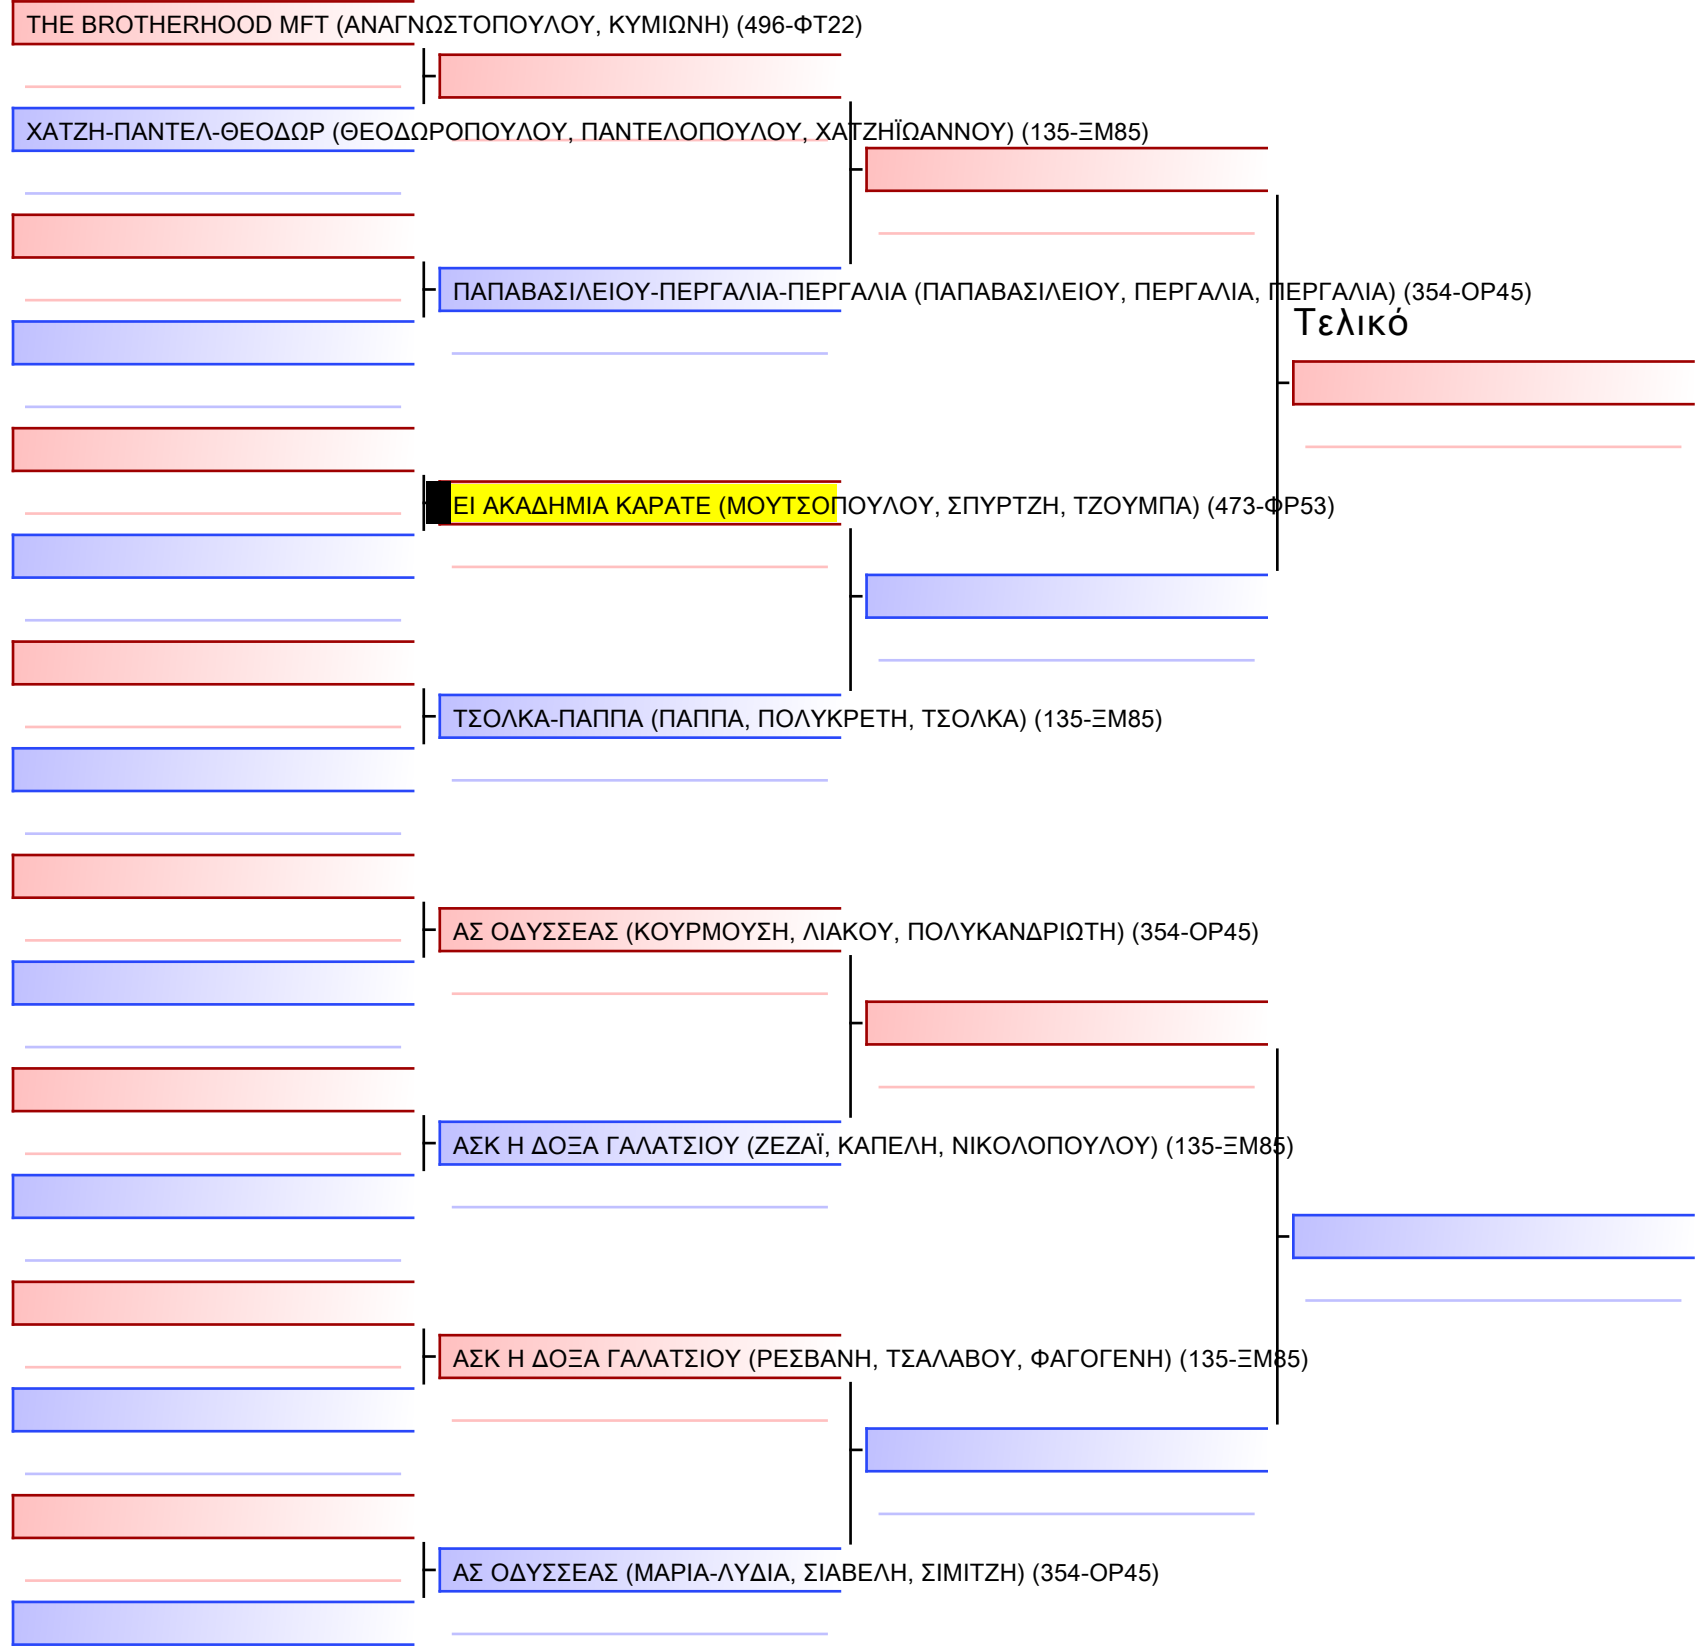 THE BROTHERHOOD MFT (ΑΝΑΓΝΩΣΤΟΠΟΥΛΟΥ, ΚΥΜΙΩΝΗ) (496-ΦΤ22)
ΧΑΤΖΗ-ΠΑΝΤΕΛ-ΘΕΟΔΩΡ (ΘΕΟΔΩΡΟΠΟΥΛΟΥ, ΠΑΝΤΕΛΟΠΟΥΛΟΥ, ΧΑΤΖΗΪΩΑΝΝΟΥ) (135-ΞΜ85)
ΠΑΠΑΒΑΣΙΛΕΙΟΥ-ΠΕΡΓΑΛΙΑ-ΠΕΡΓΑΛΙΑ (ΠΑΠΑΒΑΣΙΛΕΙΟΥ, ΠΕΡΓΑΛΙΑ, ΠΕΡΓΑΛΙΑ) (354-ΟΡ45)
Τελικό
ΕΙ ΑΚΑΔΗΜΙΑ ΚΑΡΑΤΕ (ΜΟΥΤΣΟΠΟΥΛΟΥ, ΣΠΥΡΤΖΗ, ΤΖΟΥΜΠΑ) (473-ΦΡ53)
ΤΣΟΛΚΑ-ΠΑΠΠΑ (ΠΑΠΠΑ, ΠΟΛΥΚΡΕΤΗ, ΤΣΟΛΚΑ) (135-ΞΜ85)
ΑΣ ΟΔΥΣΣΕΑΣ (ΚΟΥΡΜΟΥΣΗ, ΛΙΑΚΟΥ, ΠΟΛΥΚΑΝΔΡΙΩΤΗ) (354-ΟΡ45)
ΑΣΚ Η ΔΟΞΑ ΓΑΛΑΤΣΙΟΥ (ΖΕΖΑΪ, ΚΑΠΕΛΗ, ΝΙΚΟΛΟΠΟΥΛΟΥ) (135-ΞΜ85)
ΑΣΚ Η ΔΟΞΑ ΓΑΛΑΤΣΙΟΥ (ΡΕΣΒΑΝΗ, ΤΣΑΛΑΒΟΥ, ΦΑΓΟΓΕΝΗ) (135-ΞΜ85)
ΑΣ ΟΔΥΣΣΕΑΣ (ΜΑΡΙΑ-ΛΥΔΙΑ, ΣΙΑΒΕΛΗ, ΣΙΜΙΤΖΗ) (354-ΟΡ45)